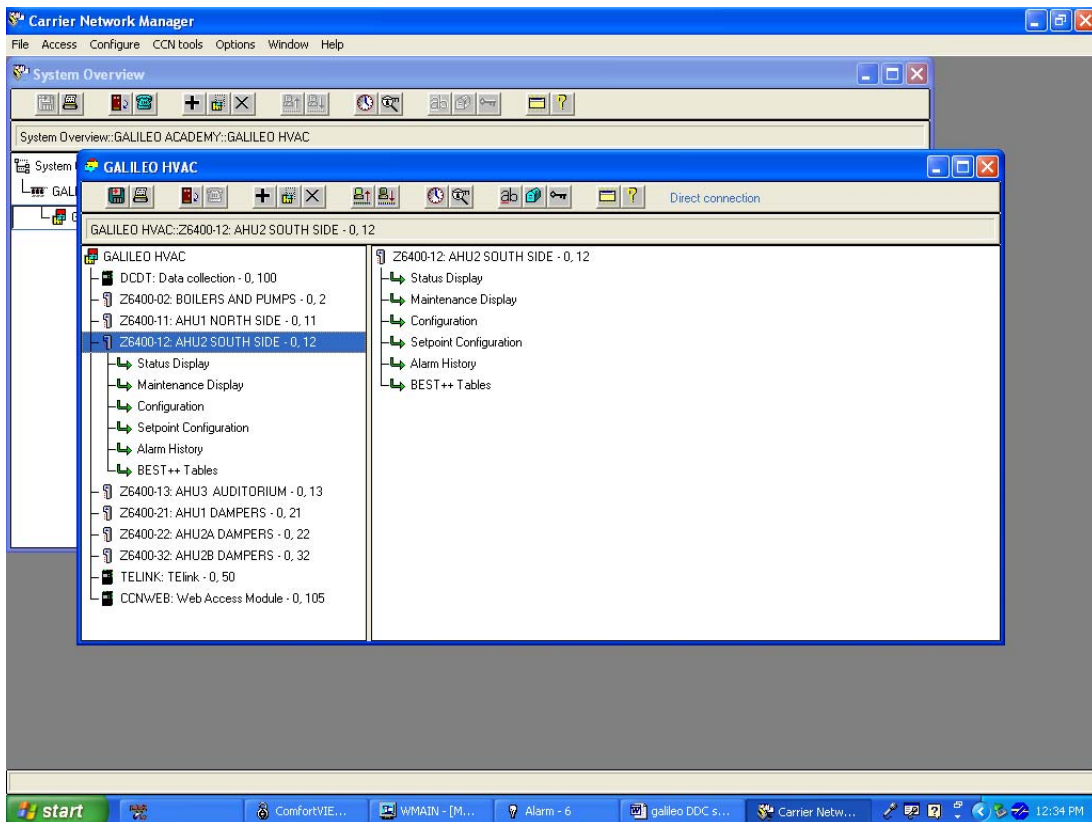 Carrier Network Manager
File Access Configure CCN tools Options Window Help
System Overview
System Overview::GALILEO ACADEMY::GALILEO HVAC
System
GALI
GALILEO HVAC
Direct connection
GALILEO HVAC::Z6400-12: AHU2 SOUTH SIDE - 0, 12
GALILEO HVAC
DCDT: Data collection - 0, 100
Z6400-02: BOILERS AND PUMPS - 0, 2
Z6400-11: AHU1 NORTH SIDE - 0, 11
Z6400-12: AHU2 SOUTH SIDE - 0, 12
Status Display
Maintenance Display
Configuration
Setpoint Configuration
Alarm History
BEST++ Tables
Z6400-13: AHU3 AUDITORIUM - 0, 13
Z6400-21: AHU1 DAMPERS - 0, 21
Z6400-22: AHU2A DAMPERS - 0, 22
Z6400-32: AHU2B DAMPERS - 0, 32
TELINK: TElink - 0, 50
CCNWEB: Web Access Module - 0, 105
Z6400-12: AHU2 SOUTH SIDE - 0, 12
Status Display
Maintenance Display
Configuration
Setpoint Configuration
Alarm History
BEST++ Tables
start ComfortVIE... WMAIN - [M... Alarm - 6 galileo DDC s... Carrier Netw... 12:34 PM